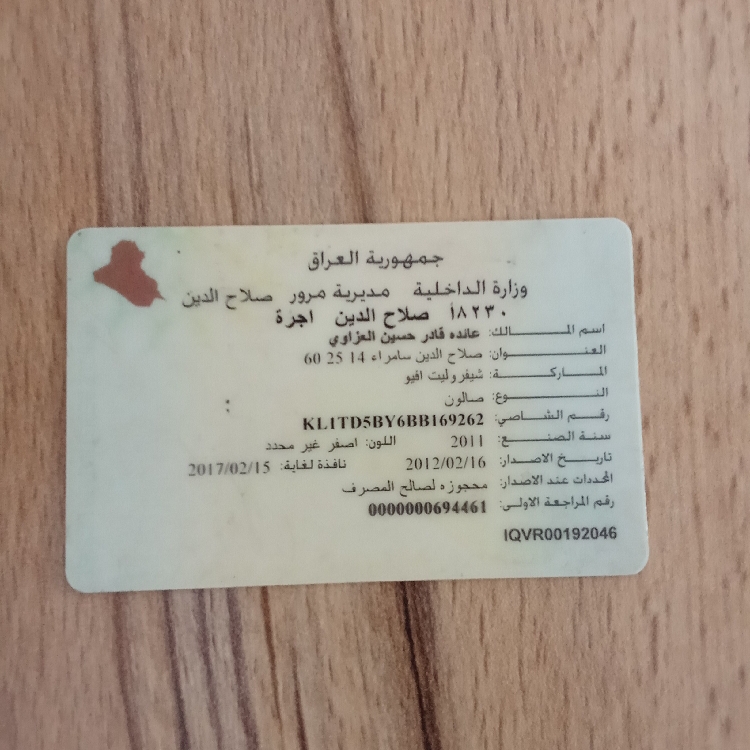 جمهورية العراق
وزارة الداخلية مديرية مرور صلاح الدين
٨٢٣٠أ صلاح الدين اجرة
اسم المالك: عائده قادر حسين العزاوي
العنوان: صلاح الدين سامراء 14 25 60
الماركة: شيفروليت افيو
النوع: صالون
رقم الشاصي: KL1TD5BY6BB169262
سنة الصنع: 2011 اللون: اصفر غير محدد
تاريخ الاصدار: 2012/02/16 نافذة لغاية: 2017/02/15
المحددات عند الاصدار: محجوزه لصالح المصرف
رقم المراجعة الاولى: 0000000694461
IQVR00192046